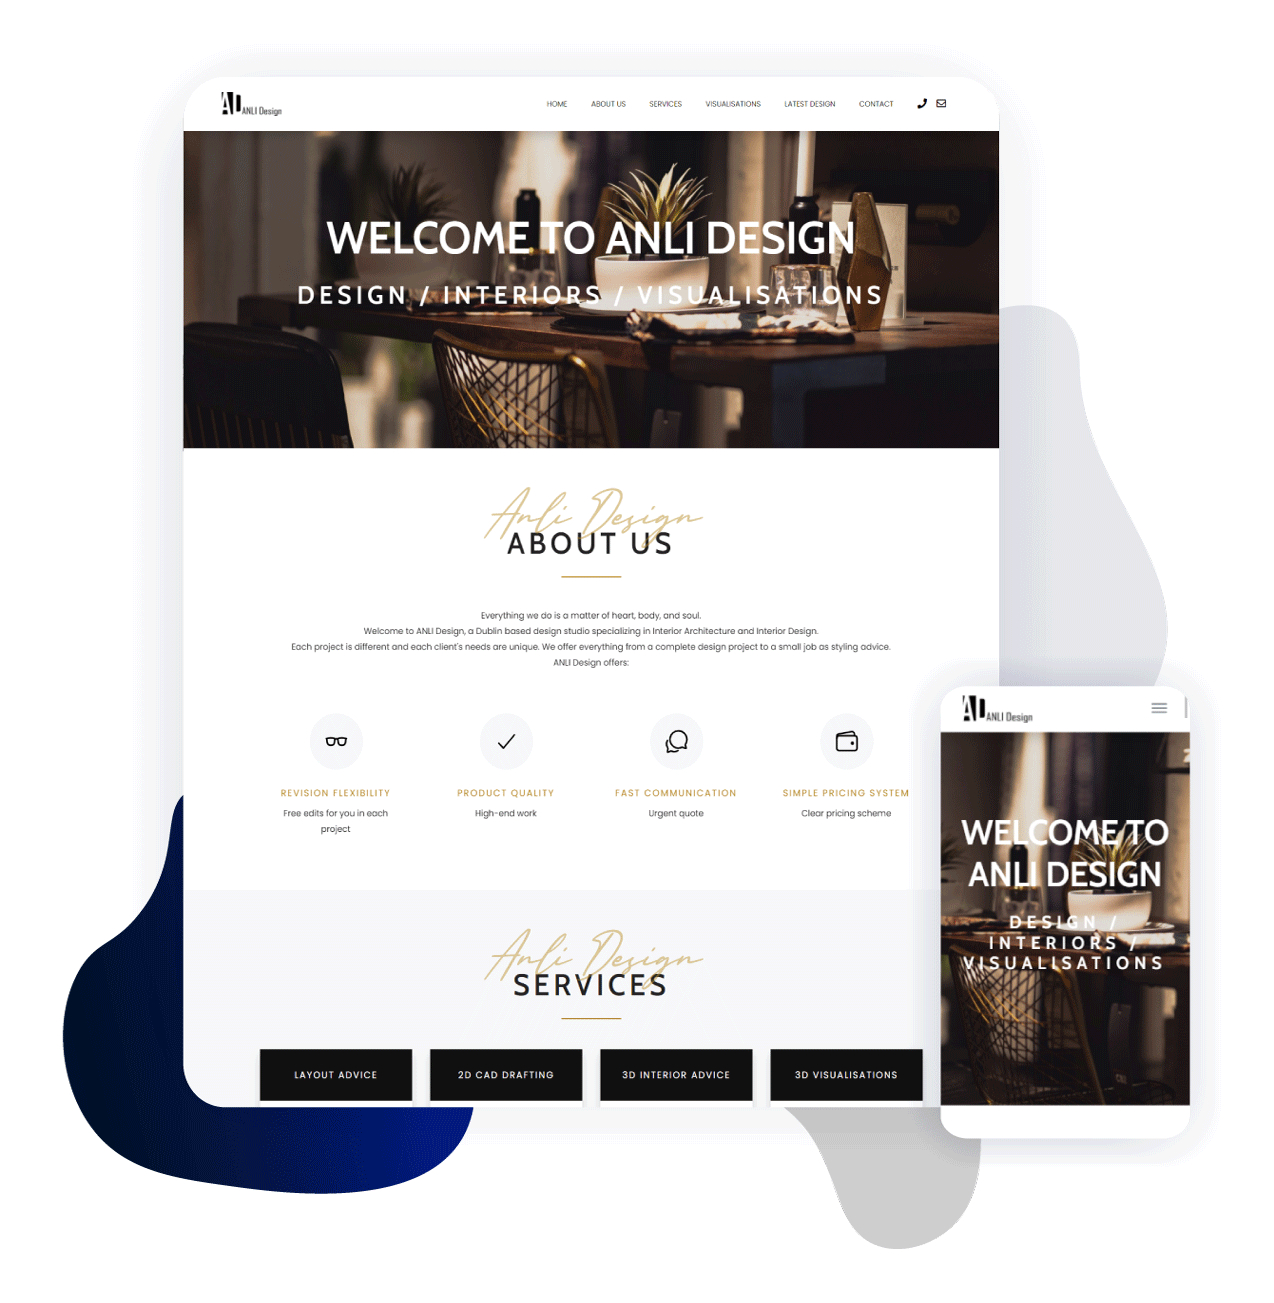 AD ANLI Design
HOME ABOUT US SERVICES VISUALISATIONS LATEST DESIGN CONTACT
WELCOME TO ANLI DESIGN
DESIGN / INTERIORS / VISUALISATIONS
Anli Design
ABOUT US
Everything we do is a matter of heart, body, and soul.
Welcome to ANLI Design, a Dublin based design studio specializing in Interior Architecture and Interior Design.
Each project is different and each client's needs are unique. We offer everything from a complete design project to a small job as styling advice.
ANLI Design offers:
REVISION FLEXIBILITY
Free edits for you in each
project
PRODUCT QUALITY
High-end work
FAST COMMUNICATION
Urgent quote
SIMPLE PRICING SYSTEM
Clear pricing scheme
Anli Design
SERVICES
LAYOUT ADVICE
2D CAD DRAFTING
3D INTERIOR ADVICE
3D VISUALISATIONS
AD ANLI Design
WELCOME TO
ANLI DESIGN
DESIGN /
INTERIORS /
VISUALISATIONS